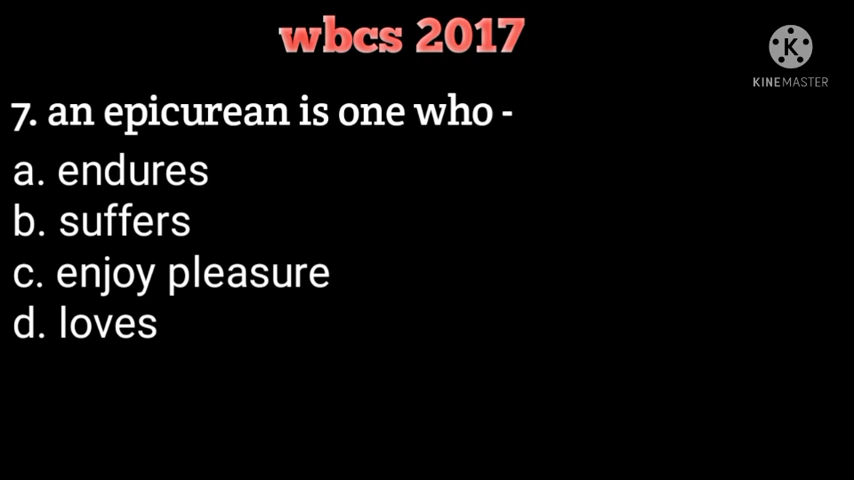 wbcs 2017
K
KINEMASTER
7. an epicurean is one who -
a. endures
b. suffers
c. enjoy pleasure
d. loves